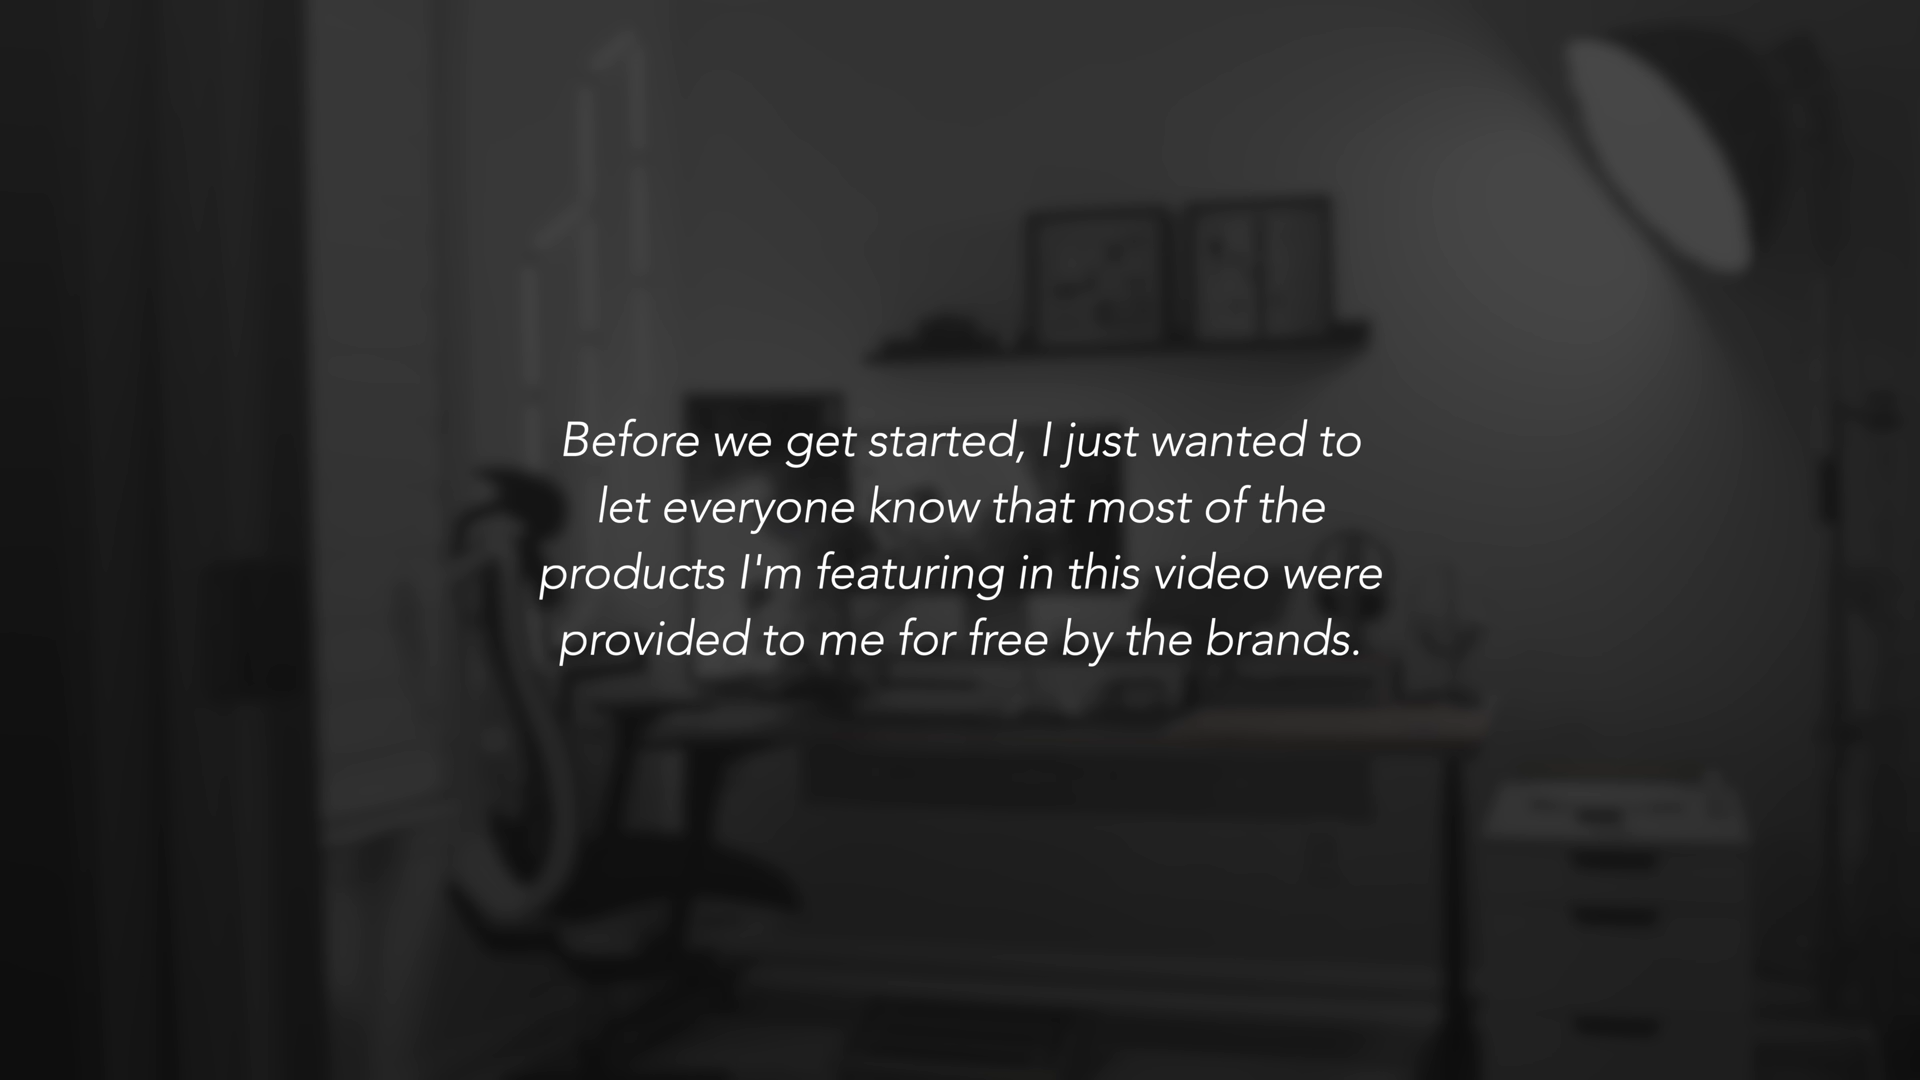 Before we get started, I just wanted to
let everyone know that most of the
products I'm featuring in this video were
provided to me for free by the brands.